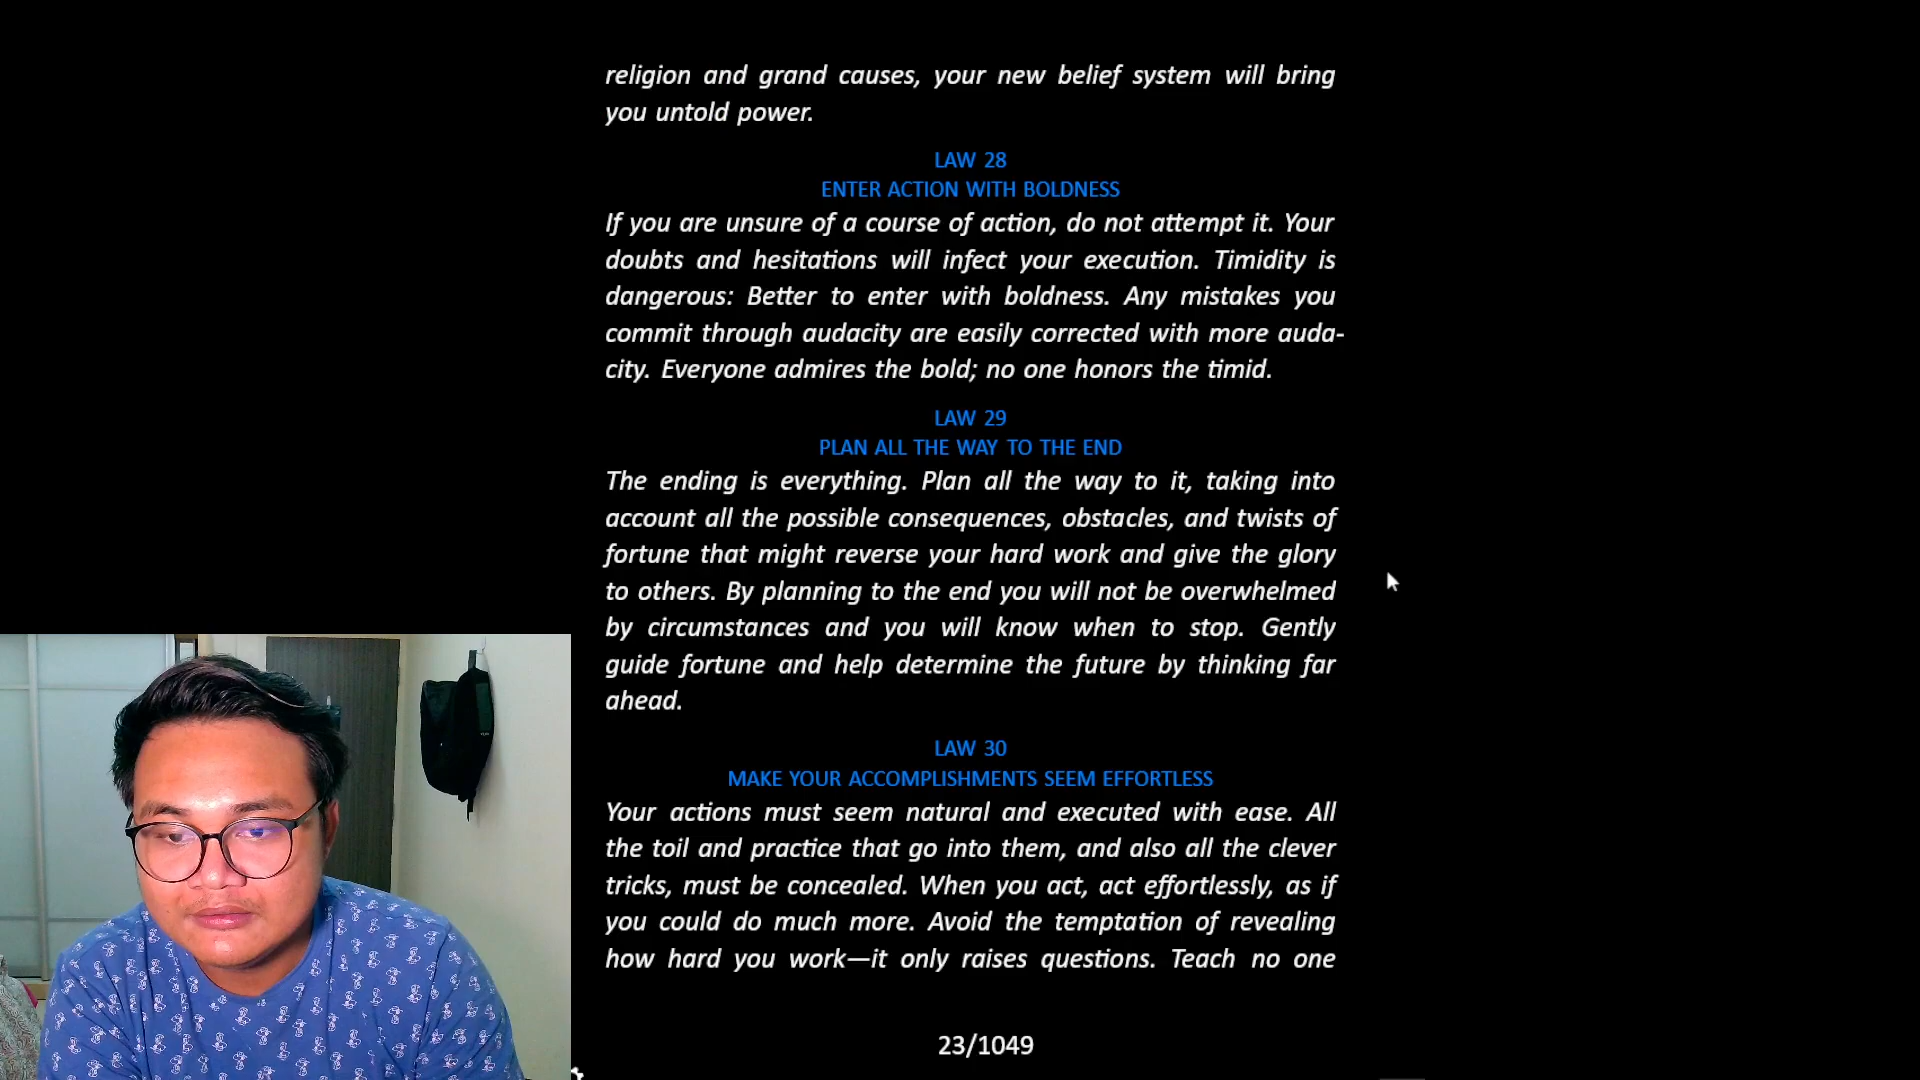 religion and grand causes, your new belief system will bring
you untold power.
LAW 28
ENTER ACTION WITH BOLDNESS
If you are unsure of a course of action, do not attempt it. Your
doubts and hesitations will infect your execution. Timidity is
dangerous: Better to enter with boldness. Any mistakes you
commit through audacity are easily corrected with more auda-
city. Everyone admires the bold; no one honors the timid.
LAW 29
PLAN ALL THE WAY TO THE END
The ending is everything. Plan all the way to it, taking into
account all the possible consequences, obstacles, and twists of
fortune that might reverse your hard work and give the glory
to others. By planning to the end you will not be overwhelmed
by circumstances and you will know when to stop. Gently
guide fortune and help determine the future by thinking far
ahead.
LAW 30
MAKE YOUR ACCOMPLISHMENTS SEEM EFFORTLESS
Your actions must seem natural and executed with ease. All
the toil and practice that go into them, and also all the clever
tricks, must be concealed. When you act, act effortlessly, as if
you could do much more. Avoid the temptation of revealing
how hard you work—it only raises questions. Teach no one
23/1049